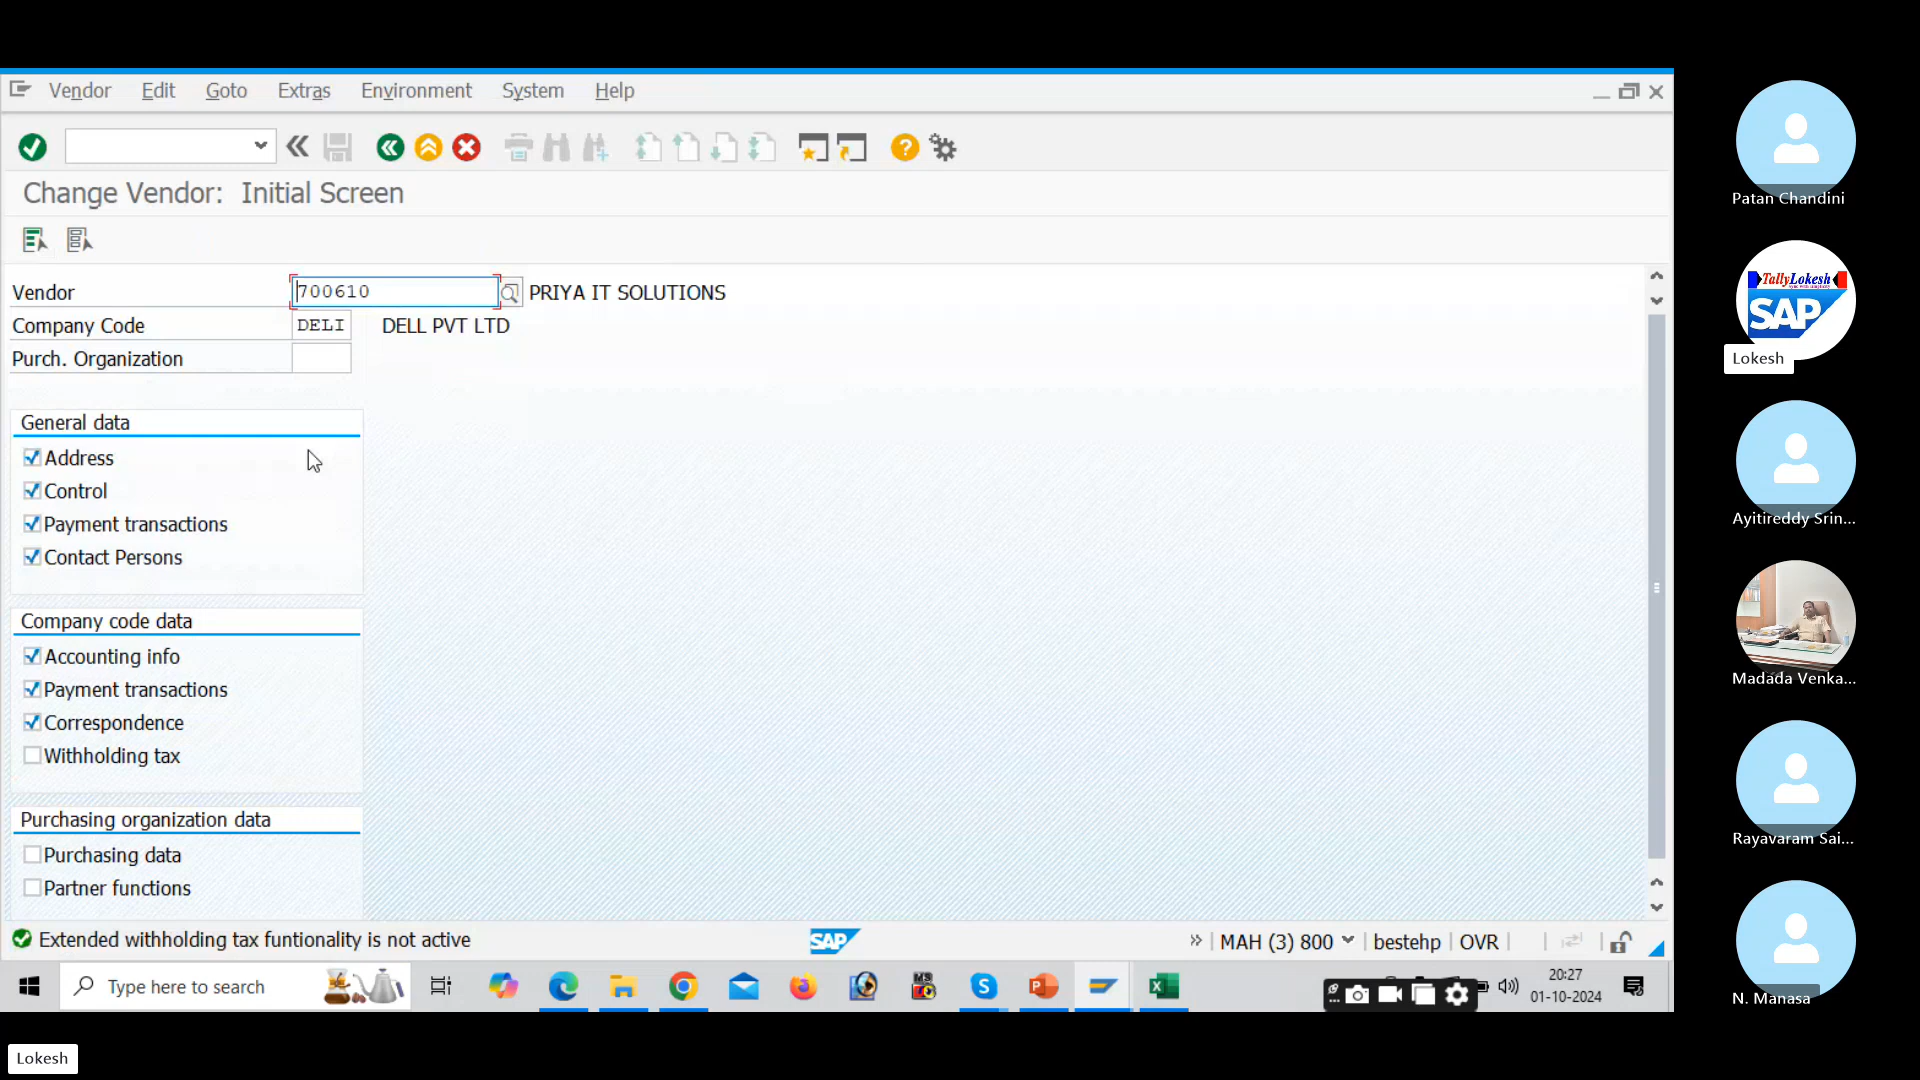 Vendor Edit Goto Extras Environment System Help
Change Vendor: Initial Screen
Vendor 700610 PRIYA IT SOLUTIONS
Company Code DELI DELL PVT LTD
Purch. Organization
General data
Address
Control
Payment transactions
Contact Persons
Company code data
Accounting info
Payment transactions
Correspondence
Withholding tax
Purchasing organization data
Purchasing data
Partner functions
Extended withholding tax funtionality is not active
SAP
MAH (3) 800 bestehp OVR
Type here to search
20:27
01-10-2024
Lokesh
Patan Chandini
TallyLokesh
SAP
Lokesh
Ayitireddy Srin...
Madada Venka...
Rayavaram Sai...
N. Manasa